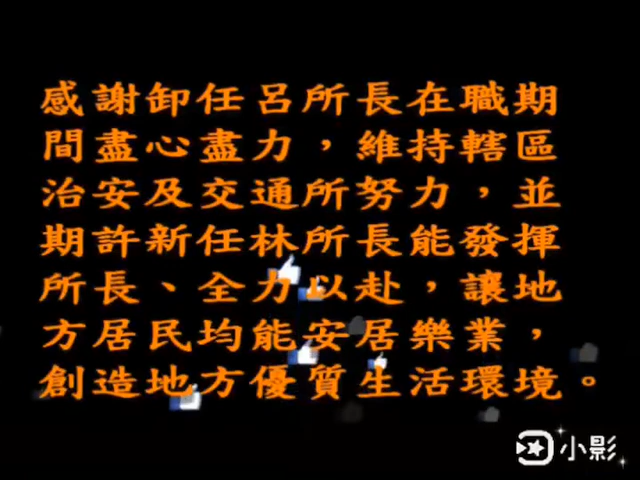 感謝卸任呂所長在職期
間盡心盡力，維持轄區
治安及交通所努力，並
期許新任林所長能發揮
所長、全力以赴，讓地
方居民均能安居樂業，
創造地方優質生活環境。
小影